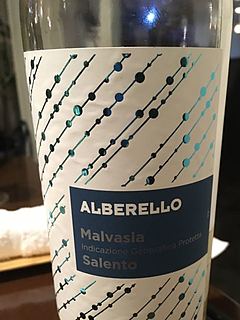 ALBERELLO
Malvasia
Indicazione Geografica Protetta
Salento